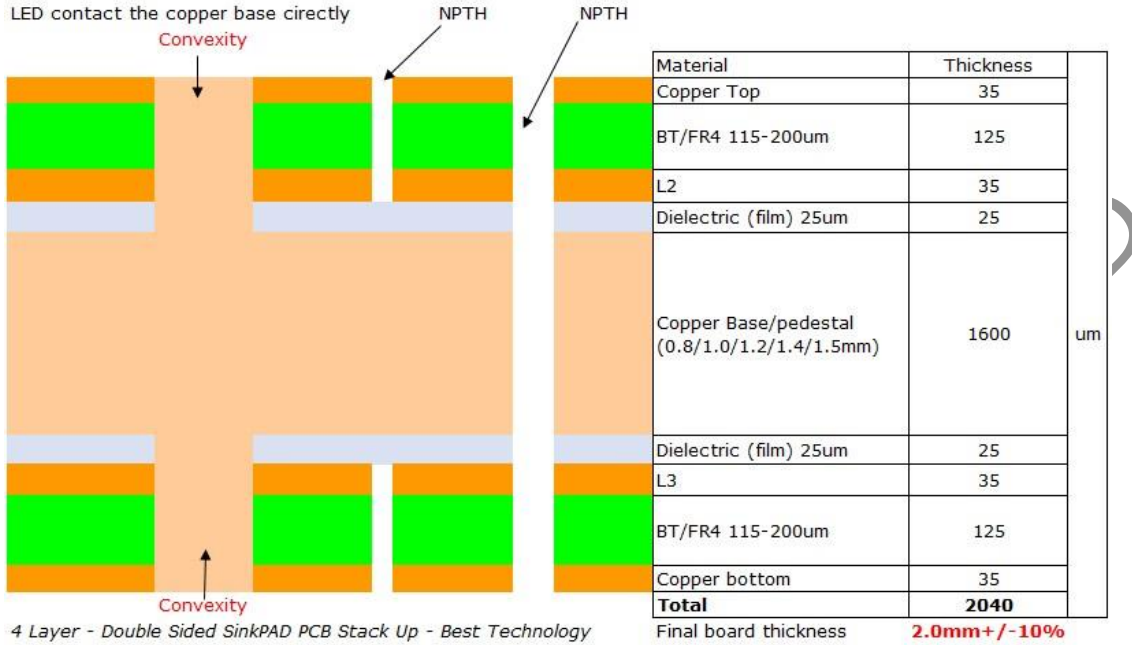 LED contact the copper base cirectly
NPTH
NPTH
Convexity
Material Thickness
Copper Top 35
BT/FR4 115-200um 125
L2 35
Dielectric (film) 25um 25
Copper Base/pedestal
(0.8/1.0/1.2/1.4/1.5mm)
1600
um
Dielectric (film) 25um 25
L3 35
BT/FR4 115-200um 125
Copper bottom 35
Convexity
Total 2040
4 Layer - Double Sided SinkPAD PCB Stack Up - Best Technology
Final board thickness 2.0mm+/-10%